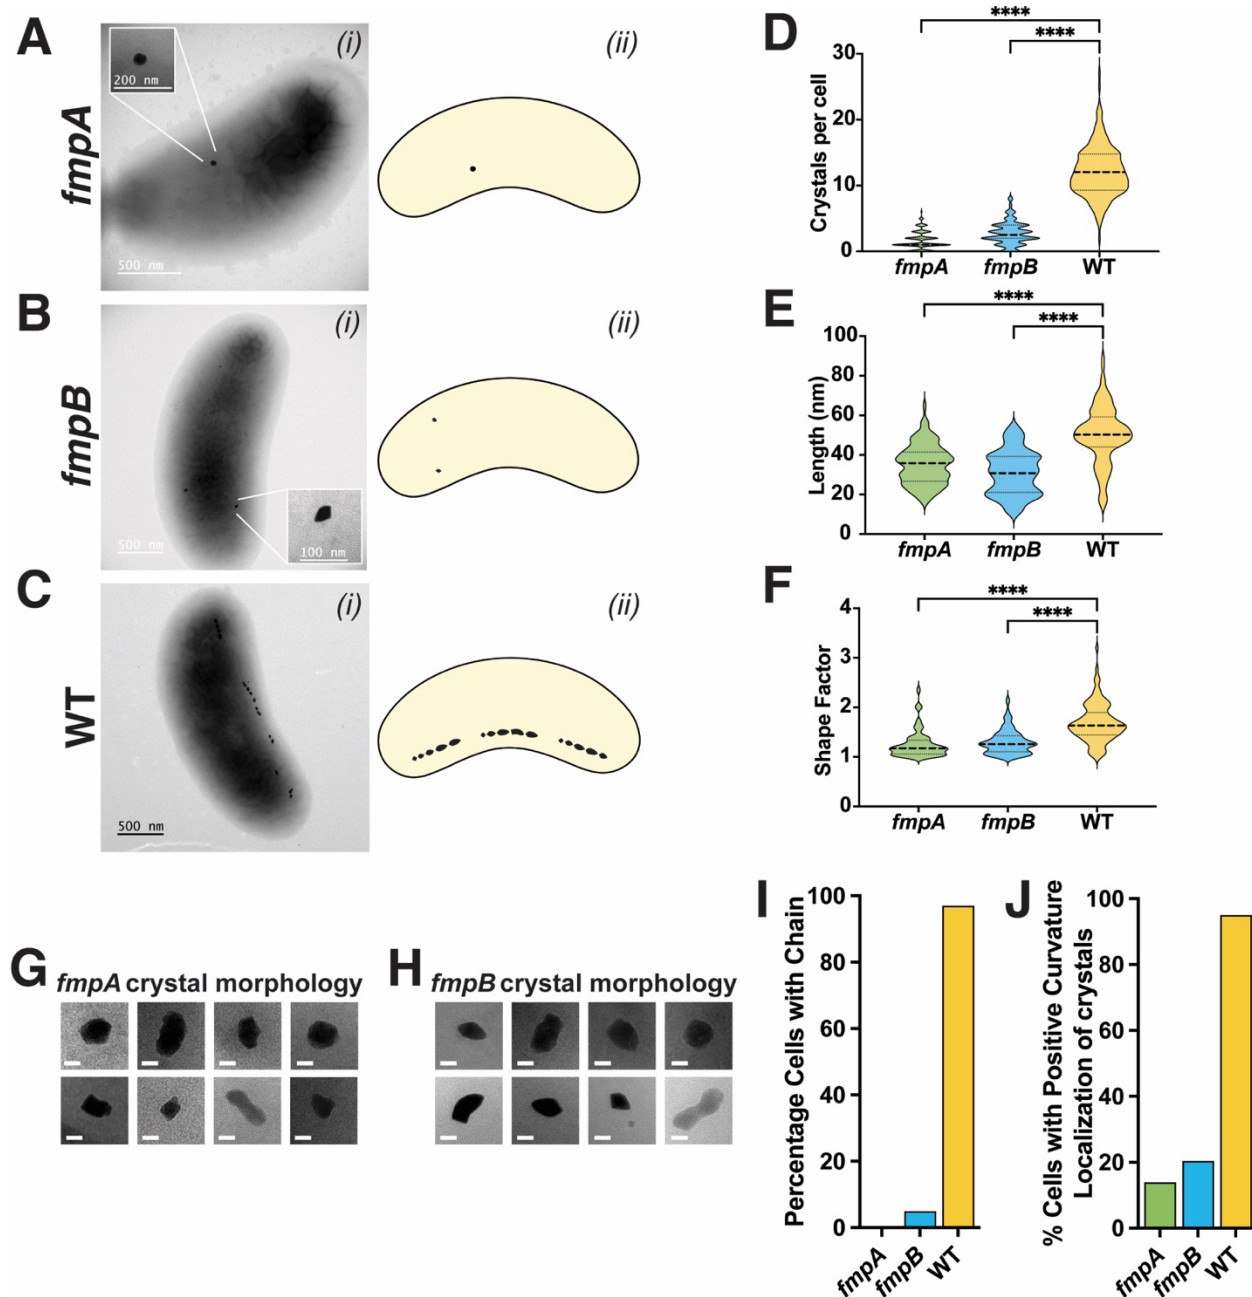 A
(i)
(ii)
fmpA
200 nm
500 nm
B
(i)
(ii)
fmpB
500 nm
100 nm
C
(i)
(ii)
WT
500 nm
D
****
****
Crystals per cell
30
20
10
0
fmpA
fmpB
WT
E
****
****
Length (nm)
100
80
60
40
20
0
fmpA
fmpB
WT
F
****
****
Shape Factor
4
3
2
1
0
fmpA
fmpB
WT
G
fmpA crystal morphology
H
fmpB crystal morphology
I
Percentage Cells with Chain
100
80
60
40
20
0
fmpA
fmpB
WT
J
% Cells with Positive Curvature
Localization of crystals
100
80
60
40
20
0
fmpA
fmpB
WT